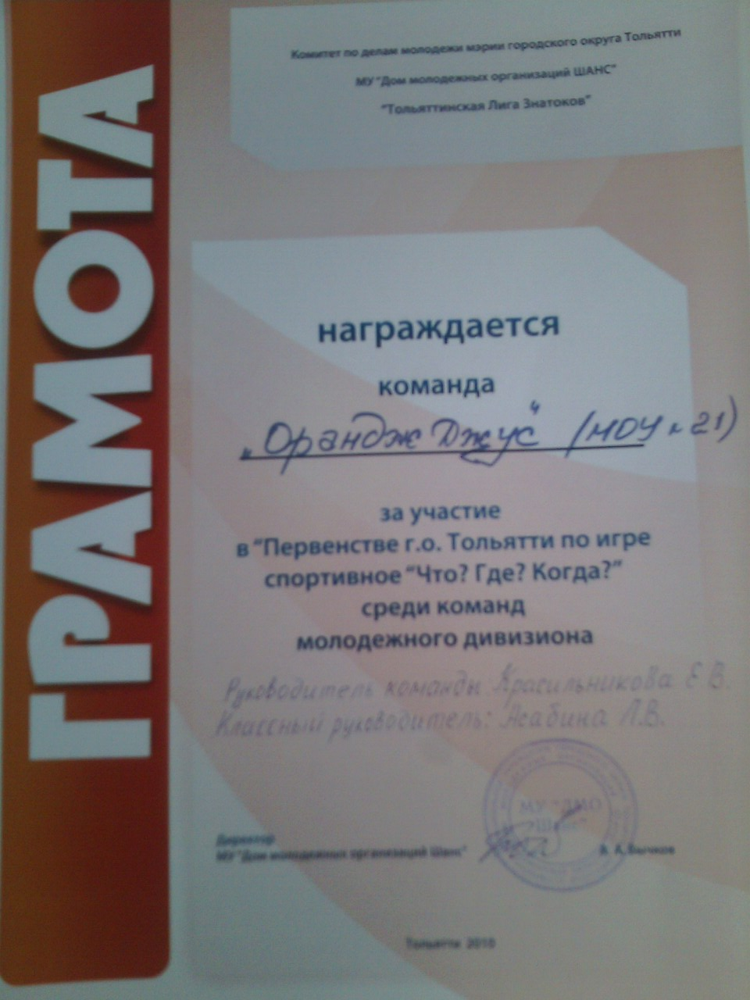 ГРАМОТА
Комитет по делам молодежи мэрии городского округа Тольятти
МУ "Дом молодежных организаций ШАНС"
"Тольяттинская Лига Знатоков"
награждается
команда
„Орандж Джус" (МОУ № 21)
за участие
в "Первенстве г.о. Тольятти по игре
спортивное "Что? Где? Когда?"
среди команд
молодежного дивизиона
Руководитель команды: Красильникова Е.В.
Классный руководитель: Асабина Л.В.
МУ "ДМО
"Шанс"
Директор
МУ "Дом молодежных организаций Шанс"
В. А. Бычков
Тольятти 2010